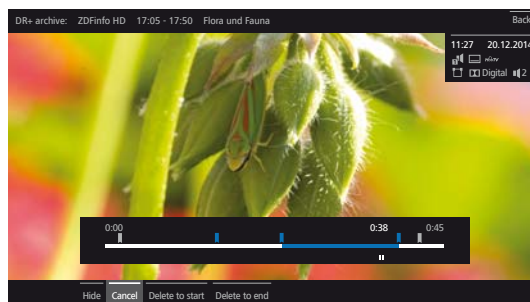 DR+ archive: ZDFinfo HD 17:05 - 17:50 Flora und Fauna Back
11:27 20.12.2014
Digital 2
0:00 0:38 0:45
Hide Cancel Delete to start Delete to end